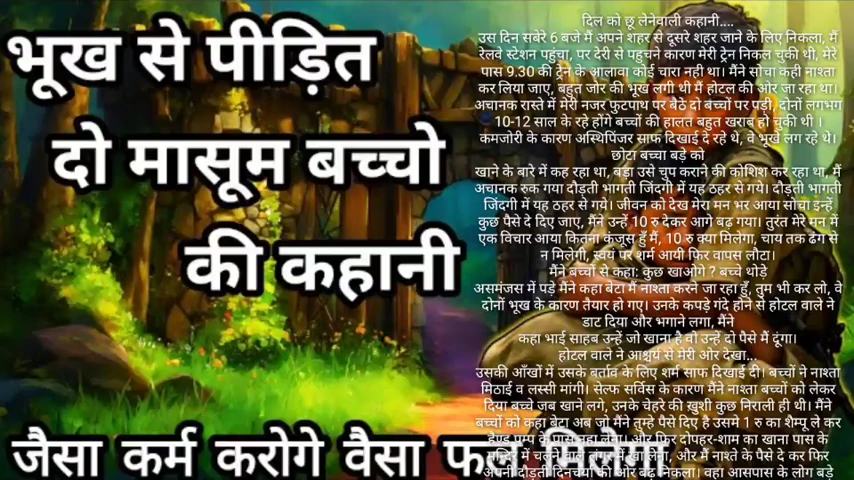 भूख से पीड़ित
दो मासूम बच्चो
की कहानी
जैसा कर्म करोगे वैसा फल मिलेगा
दिल को छू लेनेवाली कहानी....
उस दिन सबेरे 6 बजे मैं अपने शहर से दूसरे शहर जाने के लिए निकला, मैं
रेलवे स्टेशन पहुंचा, पर देरी से पहुचने कारण मेरी ट्रेन निकल चुकी थी, मेरे
पास 9.30 की ट्रैन के आलावा कोई चारा नही था। मैंने सोचा कही नाश्ता
कर लिया जाए, बहुत जोर की भूख लगी थी मैं होटल की ओर जा रहा था।
अचानक रास्ते में मेरी नजर फुटपाथ पर बैठे दो बच्चों पर पड़ी, दोनों लगभग
10-12 साल के रहे होंगे बच्चों की हालत बहुत खराब हो चुकी थी ।
कमजोरी के कारण अस्थिपिंजर साफ दिखाई दे रहे थे, वे भूखे लग रहे थे।
छोटा बच्चा बड़े को
खाने के बारे में कह रहा था, बड़ा उसे चुप कराने की कोशिश कर रहा था, मैं
अचानक रुक गया दौड़ती भागती जिंदगी में यह ठहर से गये। दौड़ती भागती
जिंदगी में यह ठहर से गये। जीवन को देख मेरा मन भर आया सोचा इन्हें
कुछ पैसे दे दिए जाए, मैंने उन्हें 10 रु देकर आगे बढ़ गया। तुरंत मेरे मन में
एक विचार आया कितना कंजूस हूँ मैं, 10 रु क्या मिलेगा, चाय तक ढंग से
न मिलेगी, स्वयं पर शर्म आयी फिर वापस लौटा।
मैंने बच्चों से कहा: कुछ खाओगे ? बच्चे थोड़े
असमंजस में पड़े मैंने कहा बेटा मैं नाश्ता करने जा रहा हूँ, तुम भी कर लो, वे
दोनों भूख के कारण तैयार हो गए। उनके कपड़े गंदे होने से होटल वाले ने
डाट दिया और भगाने लगा, मैंने
कहा भाई साहब उन्हें जो खाना है वो उन्हें दो पैसे मैं दूंगा।
होटल वाले ने आश्चर्य से मेरी ओर देखा...
उसकी आँखों में उसके बर्ताव के लिए शर्म साफ दिखाई दी। बच्चों ने नाश्ता
मिठाई व लस्सी मांगी। सेल्फ सर्विस के कारण मैंने नाश्ता बच्चों को लेकर
दिया बच्चे जब खाने लगे, उनके चेहरे की ख़ुशी कुछ निराली ही थी। मैंने
बच्चों को कहा बेटा अब जो मैंने तुम्हे पैसे दिए है उसमे 1 रु का शैम्पू ले कर
हैण्ड पम्प के पास नहा लेना। और फिर दोपहर-शाम का खाना पास के
मन्दिर में चलने वाले लंगर में खा लेना, और मैं नाश्ते के पैसे दे कर फिर
अपनी दौड़ती दिनचर्या की ओर बढ़ गया। वहा आसपास के लोग बड़े